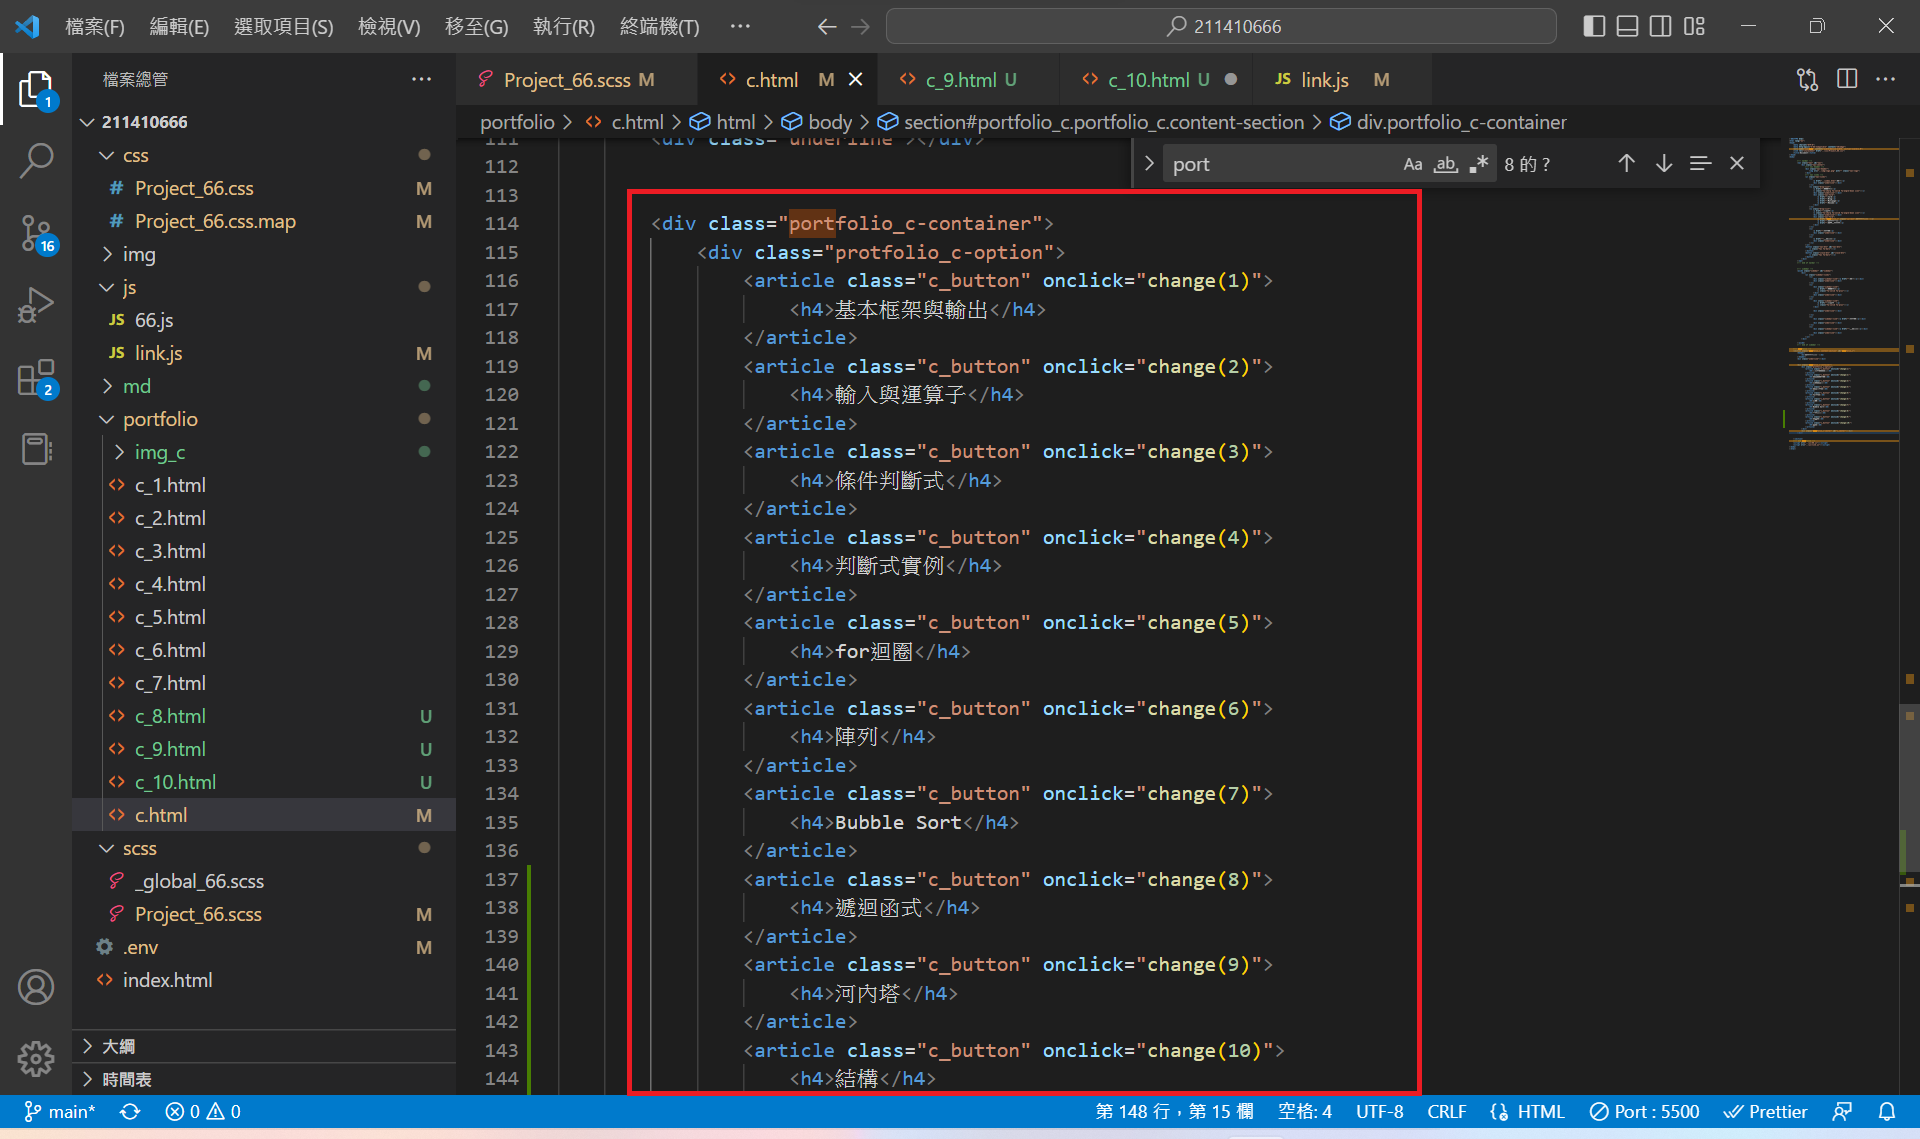 檔案(F) 編輯(E) 選取項目(S) 檢視(V) 移至(G) 執行(R) 終端機(T) ··· 211410666
檔案總管 ···
211410666
css
# Project_66.css M
# Project_66.css.map M
img
js
JS 66.js
JS link.js M
md
portfolio
img_c
<> c_1.html
<> c_2.html
<> c_3.html
<> c_4.html
<> c_5.html
<> c_6.html
<> c_7.html
<> c_8.html U
<> c_9.html U
<> c_10.html U
<> c.html M
scss
_global_66.scss
Project_66.scss M
.env M
<> index.html
大綱
時間表
1
16
2
Project_66.scss M <> c.html M <> c_9.html U <> c_10.html U JS link.js M
portfolio > <> c.html > html > body > section#portfolio_c.portfolio_c.content-section > div.portfolio_c-container
port Aa ab 8 的 ?
111 <div class="underline"></div>
112
113
114 <div class="portfolio_c-container">
115 <div class="protfolio_c-option">
116 <article class="c_button" onclick="change(1)">
117 <h4>基本框架與輸出</h4>
118 </article>
119 <article class="c_button" onclick="change(2)">
120 <h4>輸入與運算子</h4>
121 </article>
122 <article class="c_button" onclick="change(3)">
123 <h4>條件判斷式</h4>
124 </article>
125 <article class="c_button" onclick="change(4)">
126 <h4>判斷式實例</h4>
127 </article>
128 <article class="c_button" onclick="change(5)">
129 <h4>for迴圈</h4>
130 </article>
131 <article class="c_button" onclick="change(6)">
132 <h4>陣列</h4>
133 </article>
134 <article class="c_button" onclick="change(7)">
135 <h4>Bubble Sort</h4>
136 </article>
137 <article class="c_button" onclick="change(8)">
138 <h4>遞迴函式</h4>
139 </article>
140 <article class="c_button" onclick="change(9)">
141 <h4>河內塔</h4>
142 </article>
143 <article class="c_button" onclick="change(10)">
144 <h4>結構</h4>
main* 0 0 第 148 行，第 15 欄 空格: 4 UTF-8 CRLF HTML Port : 5500 Prettier